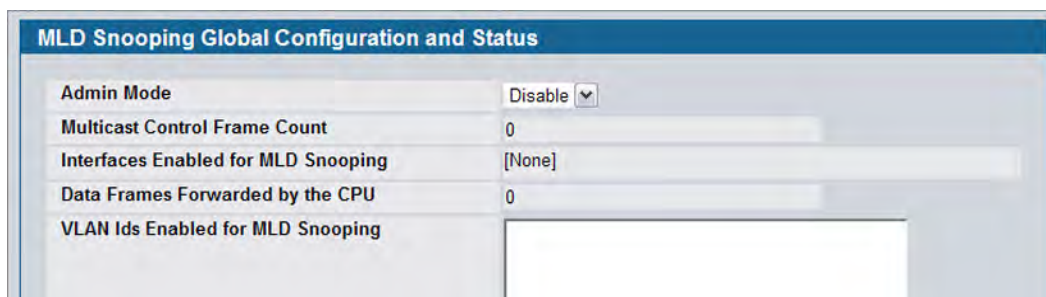 MLD Snooping Global Configuration and Status
Admin Mode Disable
Multicast Control Frame Count 0
Interfaces Enabled for MLD Snooping [None]
Data Frames Forwarded by the CPU 0
VLAN Ids Enabled for MLD Snooping